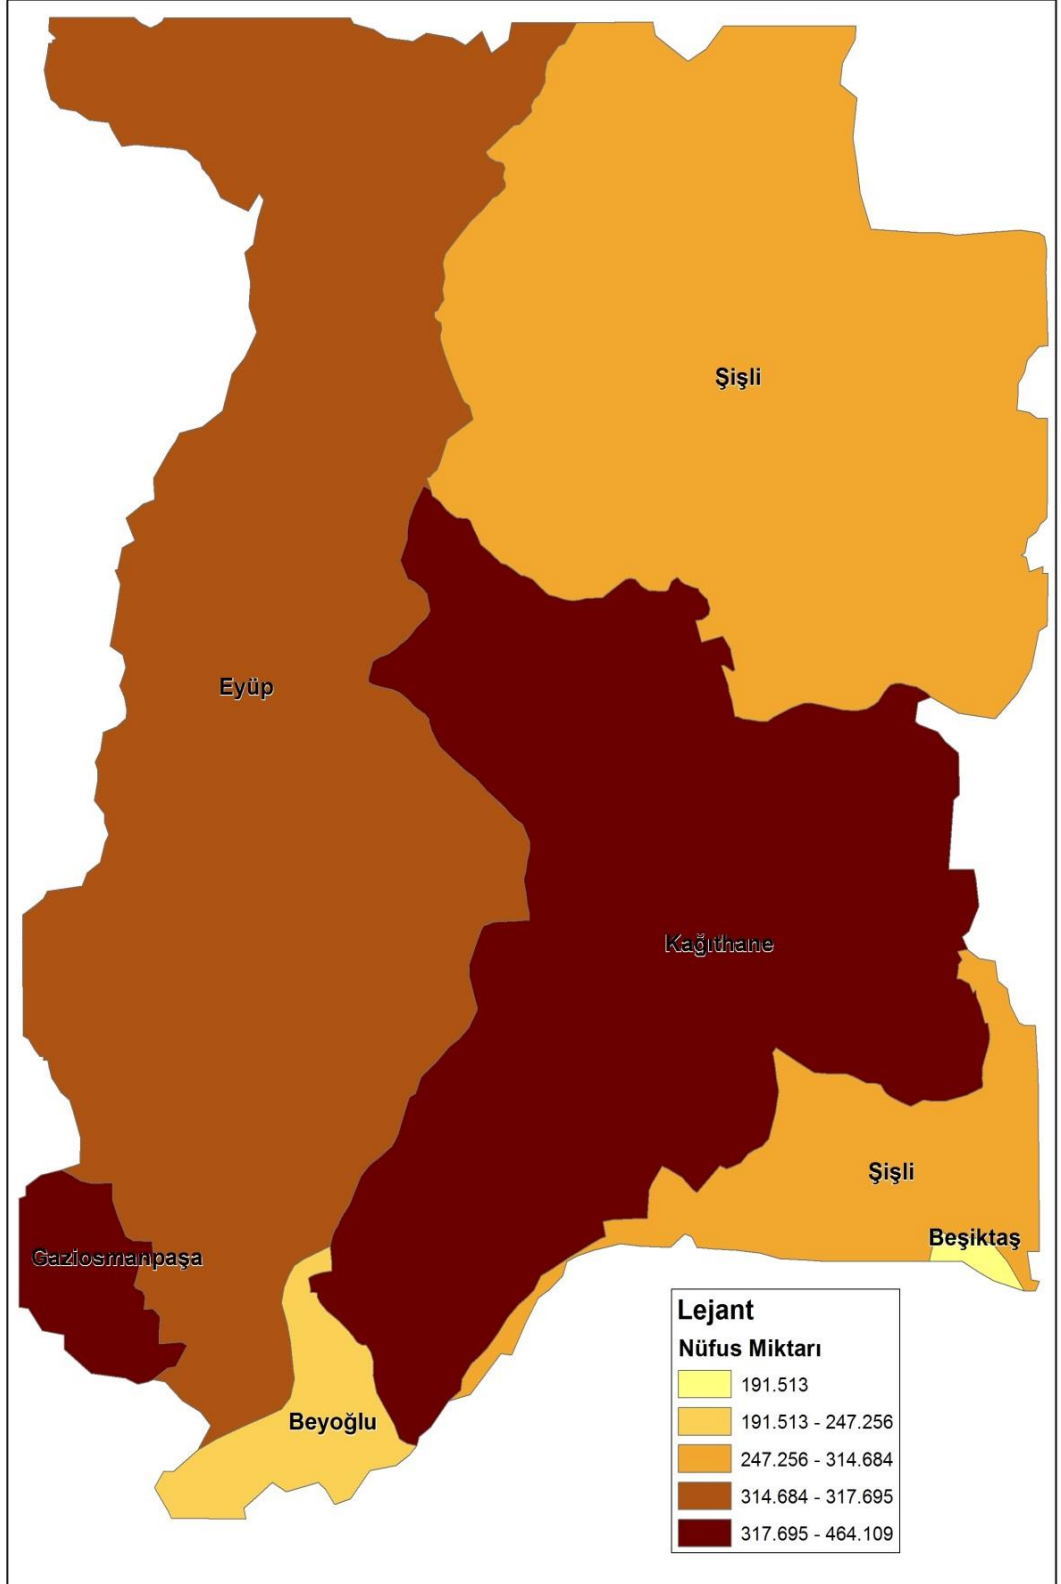 Şişli
Eyüp
Kağıthane
Şişli
Beşiktaş
Gaziosmanpaşa
Beyoğlu
Lejant
Nüfus Miktarı
191.513
191.513 - 247.256
247.256 - 314.684
314.684 - 317.695
317.695 - 464.109